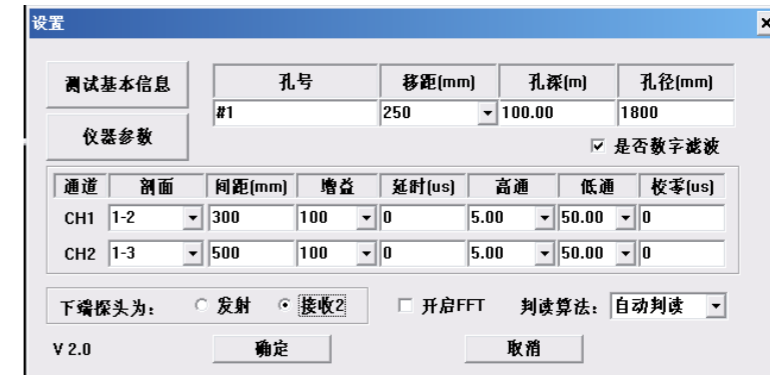 设置
测试基本信息 孔号 移距(mm) 孔深(m) 孔径(mm)
#1 250 100.00 1800
仪器参数
是否数字滤波
通道 剖面 间距(mm) 增益 延时(us) 高通 低通 校零(us)
CH1 1-2 300 100 0 5.00 50.00 0
CH2 1-3 500 100 0 5.00 50.00 0
下端探头为: 发射 接收2 开启FFT 判读算法: 自动判读
V 2.0 确定 取消